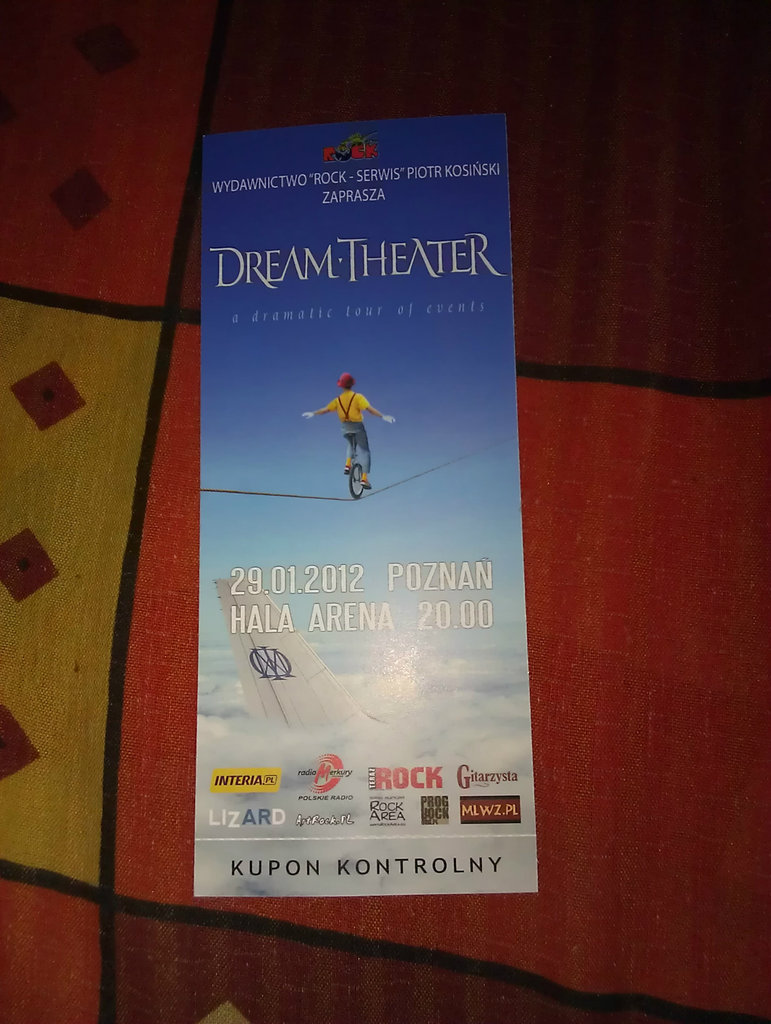 ROCK
WYDAWNICTWO "ROCK - SERWIS" PIOTR KOSIŃSKI
ZAPRASZA
DREAM·THEATER
a dramatic tour of events
29.01.2012 POZNAŃ
HALA ARENA 20.00
INTERIA.PL
radio Merkury
POLSKIE RADIO
TERAZ ROCK
Gitarzysta
LIZARD
ArtRock.PL
ROCK AREA
PROG ROCK
MLWZ.PL
KUPON KONTROLNY